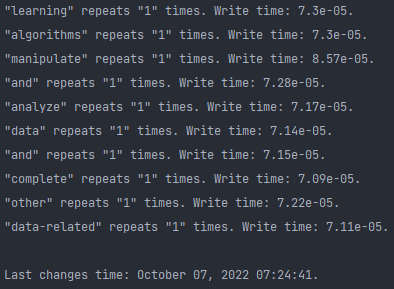 "learning" repeats "1" times. Write time: 7.3e-05.
"algorithms" repeats "1" times. Write time: 7.3e-05.
"manipulate" repeats "1" times. Write time: 8.57e-05.
"and" repeats "1" times. Write time: 7.28e-05.
"analyze" repeats "1" times. Write time: 7.17e-05.
"data" repeats "1" times. Write time: 7.14e-05.
"and" repeats "1" times. Write time: 7.15e-05.
"complete" repeats "1" times. Write time: 7.09e-05.
"other" repeats "1" times. Write time: 7.22e-05.
"data-related" repeats "1" times. Write time: 7.11e-05.
Last changes time: October 07, 2022 07:24:41.